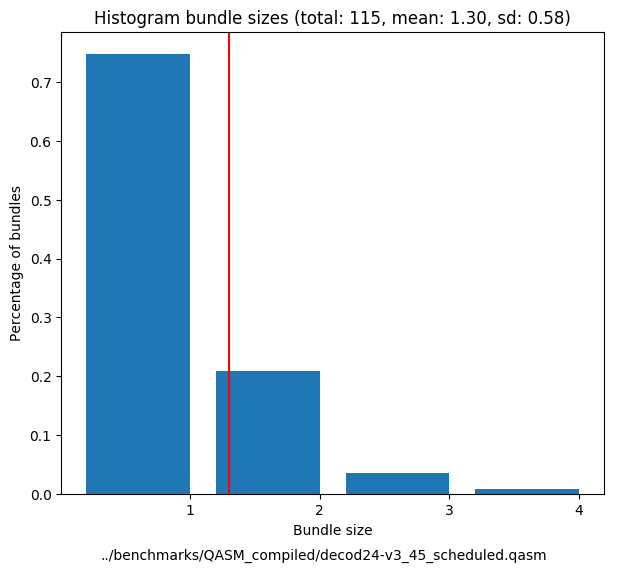 Histogram bundle sizes (total: 115, mean: 1.30, sd: 0.58)
Percentage of bundles
0.7
0.6
0.5
0.4
0.3
0.2
0.1
0.0
1 2 3 4
Bundle size
../benchmarks/QASM_compiled/decod24-v3_45_scheduled.qasm